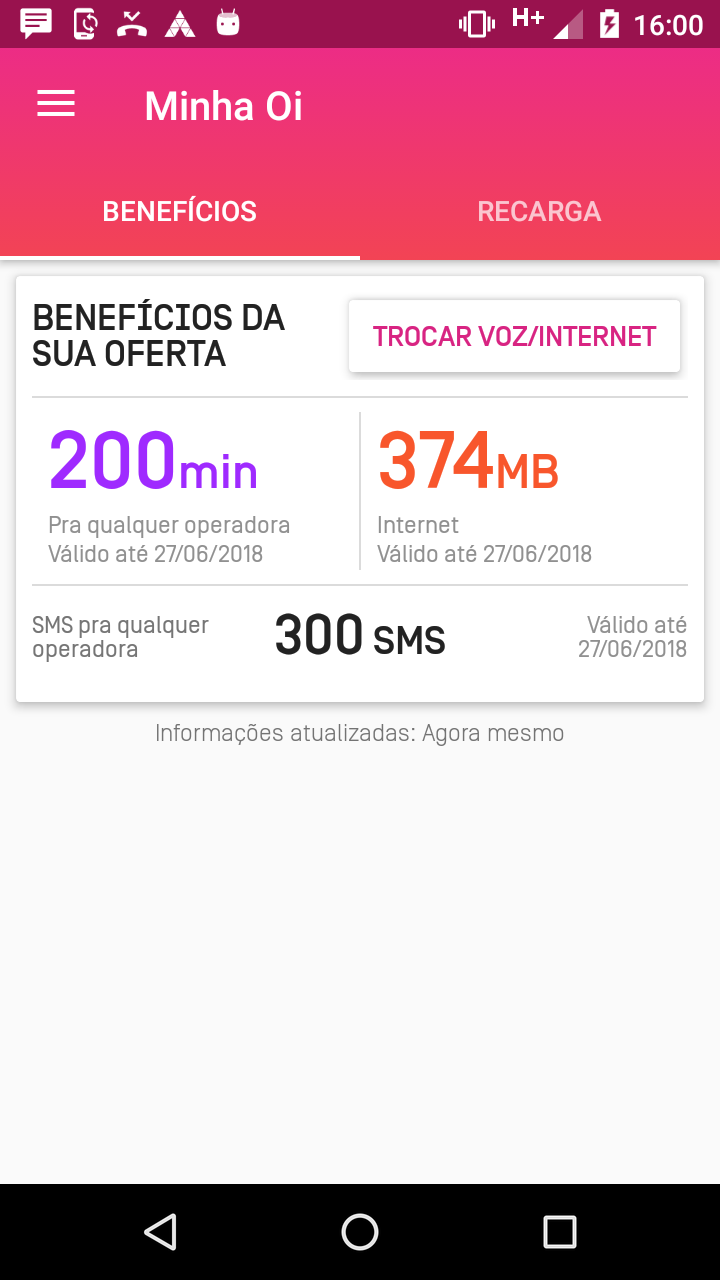 H+ 16:00
Minha Oi
BENEFÍCIOS RECARGA
BENEFÍCIOS DA
SUA OFERTA
TROCAR VOZ/INTERNET
200min
Pra qualquer operadora
Válido até 27/06/2018
374MB
Internet
Válido até 27/06/2018
SMS pra qualquer
operadora
300 SMS
Válido até
27/06/2018
Informações atualizadas: Agora mesmo